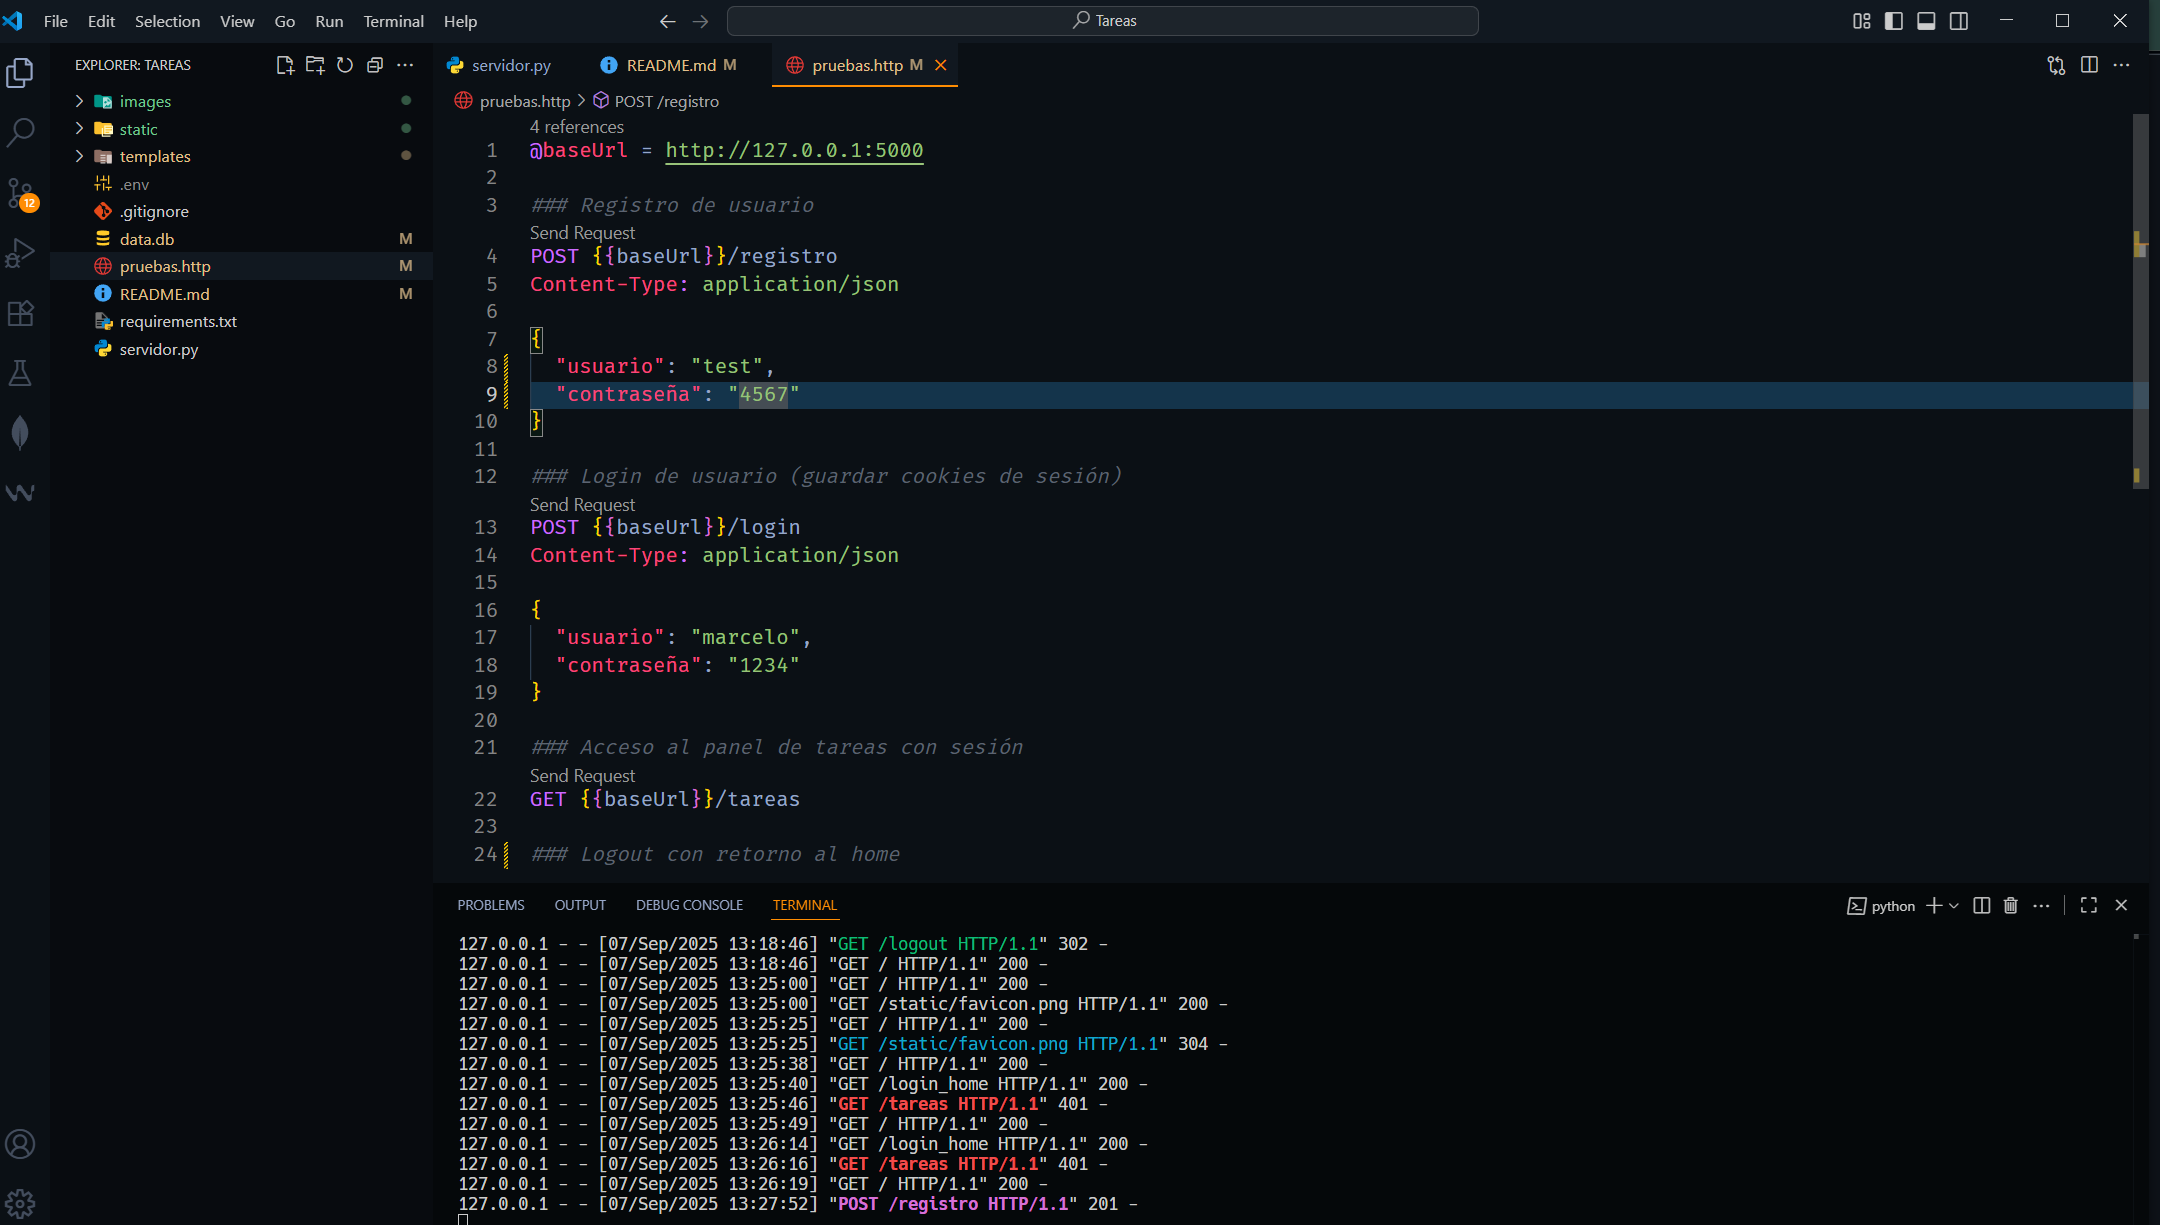 File Edit Selection View Go Run Terminal Help
Tareas
EXPLORER: TAREAS
images
static
templates
.env
.gitignore
data.db M
pruebas.http M
README.md M
requirements.txt
servidor.py
12
servidor.py README.md M pruebas.http M
pruebas.http > POST /registro
4 references
1 @baseUrl = http://127.0.0.1:5000
2
3 ### Registro de usuario
Send Request
4 POST {{baseUrl}}/registro
5 Content-Type: application/json
6
7 {
8 "usuario": "test",
9 "contraseña": "4567"
10 }
11
12 ### Login de usuario (guardar cookies de sesión)
Send Request
13 POST {{baseUrl}}/login
14 Content-Type: application/json
15
16 {
17 "usuario": "marcelo",
18 "contraseña": "1234"
19 }
20
21 ### Acceso al panel de tareas con sesión
Send Request
22 GET {{baseUrl}}/tareas
23
24 ### Logout con retorno al home
PROBLEMS OUTPUT DEBUG CONSOLE TERMINAL
python
127.0.0.1 - - [07/Sep/2025 13:18:46] "GET /logout HTTP/1.1" 302 -
127.0.0.1 - - [07/Sep/2025 13:18:46] "GET / HTTP/1.1" 200 -
127.0.0.1 - - [07/Sep/2025 13:25:00] "GET / HTTP/1.1" 200 -
127.0.0.1 - - [07/Sep/2025 13:25:00] "GET /static/favicon.png HTTP/1.1" 200 -
127.0.0.1 - - [07/Sep/2025 13:25:25] "GET / HTTP/1.1" 200 -
127.0.0.1 - - [07/Sep/2025 13:25:25] "GET /static/favicon.png HTTP/1.1" 304 -
127.0.0.1 - - [07/Sep/2025 13:25:38] "GET / HTTP/1.1" 200 -
127.0.0.1 - - [07/Sep/2025 13:25:40] "GET /login_home HTTP/1.1" 200 -
127.0.0.1 - - [07/Sep/2025 13:25:46] "GET /tareas HTTP/1.1" 401 -
127.0.0.1 - - [07/Sep/2025 13:25:49] "GET / HTTP/1.1" 200 -
127.0.0.1 - - [07/Sep/2025 13:26:14] "GET /login_home HTTP/1.1" 200 -
127.0.0.1 - - [07/Sep/2025 13:26:16] "GET /tareas HTTP/1.1" 401 -
127.0.0.1 - - [07/Sep/2025 13:26:19] "GET / HTTP/1.1" 200 -
127.0.0.1 - - [07/Sep/2025 13:27:52] "POST /registro HTTP/1.1" 201 -